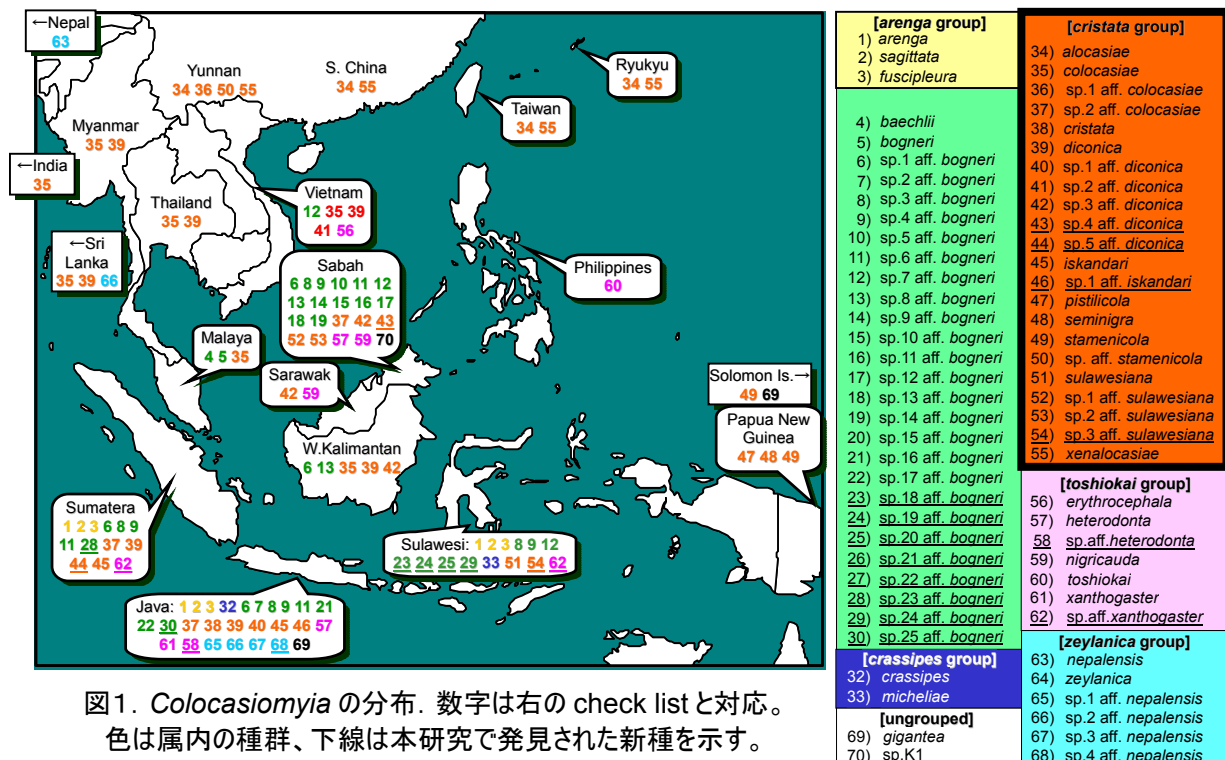 ←Nepal
63
Yunnan
34 36 50 55
S. China
34 55
Ryukyu
34 55
Taiwan
34 55
Myanmar
35 39
←India
35
Thailand
35 39
Vietnam
12 35 39
41 56
←Sri
Lanka
35 39 66
Sabah
6 8 9 10 11 12
13 14 15 16 17
18 19 37 42 43
52 53 57 59 70
Philippines
60
Malaya
4 5 35
Sarawak
42 59
Solomon Is.→
49 69
Papua New
Guinea
47 48 49
W.Kalimantan
6 13 35 39 42
Sumatera
1 2 3 6 8 9
11 28 37 39
44 45 62
Sulawesi: 1 2 3 8 9 12
23 24 25 29 33 51 54 62
Java: 1 2 3 32 6 7 8 9 11 21
22 30 37 38 39 40 45 46 57
61 58 65 66 67 68 69
図1. Colocasiomyia の分布. 数字は右の check list と対応。
色は属内の種群、下線は本研究で発見された新種を示す。
[arenga group]
1) arenga
2) sagittata
3) fuscipleura
4) baechlii
5) bogneri
6) sp.1 aff. bogneri
7) sp.2 aff. bogneri
8) sp.3 aff. bogneri
9) sp.4 aff. bogneri
10) sp.5 aff. bogneri
11) sp.6 aff. bogneri
12) sp.7 aff. bogneri
13) sp.8 aff. bogneri
14) sp.9 aff. bogneri
15) sp.10 aff. bogneri
16) sp.11 aff. bogneri
17) sp.12 aff. bogneri
18) sp.13 aff. bogneri
19) sp.14 aff. bogneri
20) sp.15 aff. bogneri
21) sp.16 aff. bogneri
22) sp.17 aff. bogneri
23) sp.18 aff. bogneri
24) sp.19 aff. bogneri
25) sp.20 aff. bogneri
26) sp.21 aff. bogneri
27) sp.22 aff. bogneri
28) sp.23 aff. bogneri
29) sp.24 aff. bogneri
30) sp.25 aff. bogneri
[crassipes group]
32) crassipes
33) micheliae
[ungrouped]
69) gigantea
70) sp.K1
[cristata group]
34) alocasiae
35) colocasiae
36) sp.1 aff. colocasiae
37) sp.2 aff. colocasiae
38) cristata
39) diconica
40) sp.1 aff. diconica
41) sp.2 aff. diconica
42) sp.3 aff. diconica
43) sp.4 aff. diconica
44) sp.5 aff. diconica
45) iskandari
46) sp.1 aff. iskandari
47) pistilicola
48) seminigra
49) stamenicola
50) sp. aff. stamenicola
51) sulawesiana
52) sp.1 aff. sulawesiana
53) sp.2 aff. sulawesiana
54) sp.3 aff. sulawesiana
55) xenalocasiae
[toshiokai group]
56) erythrocephala
57) heterodonta
58 sp.aff.heterodonta
59) nigricauda
60) toshiokai
61) xanthogaster
62) sp.aff.xanthogaster
[zeylanica group]
63) nepalensis
64) zeylanica
65) sp.1 aff. nepalensis
66) sp.2 aff. nepalensis
67) sp.3 aff. nepalensis
68) sp.4 aff. nepalensis